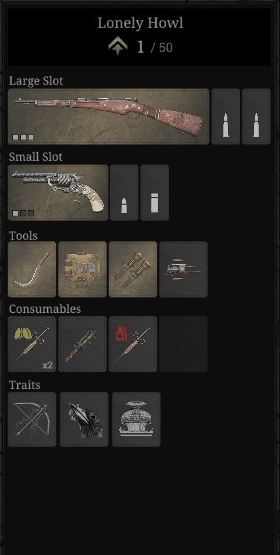 Lonely Howl
1 / 50
Large Slot
Small Slot
Tools
Consumables
x2
Traits